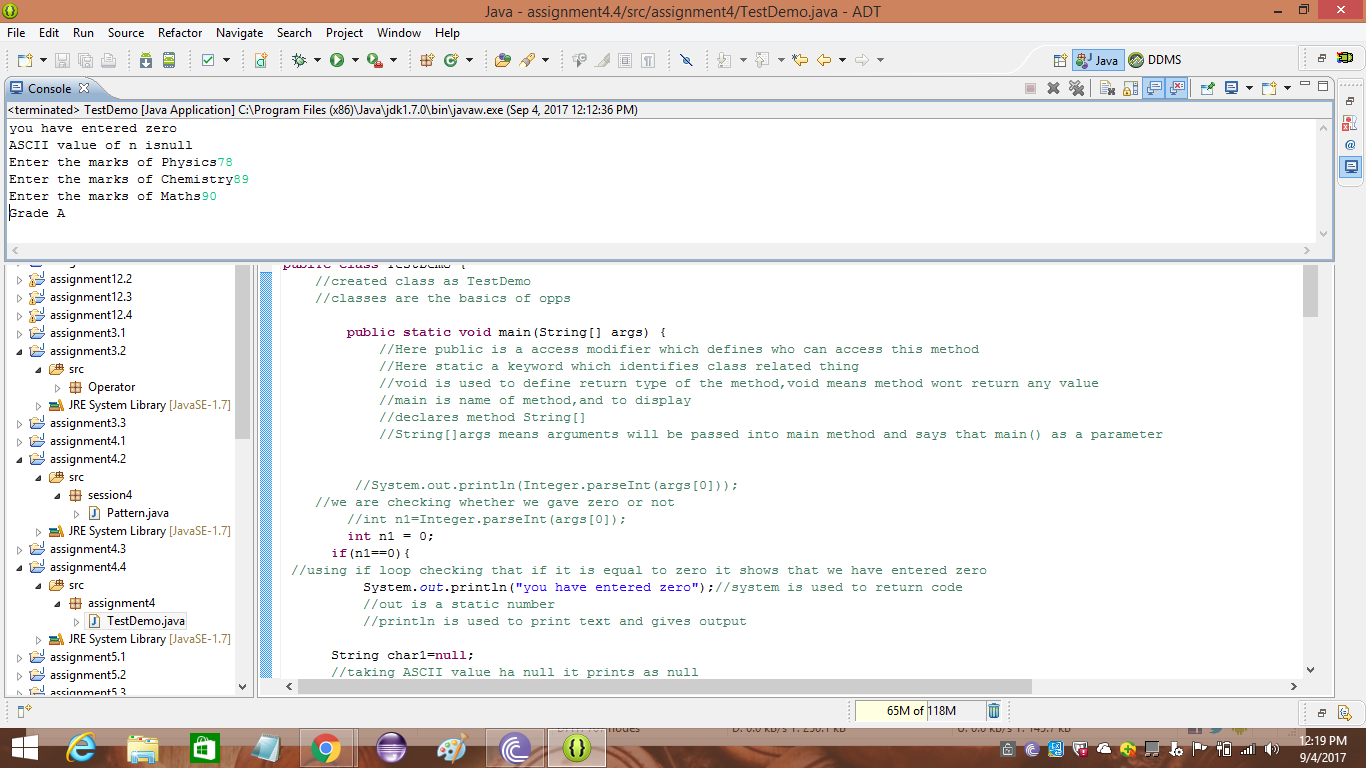 Java - assignment4.4/src/assignment4/TestDemo.java - ADT
File Edit Run Source Refactor Navigate Search Project Window Help
Java DDMS
Console
<terminated> TestDemo [Java Application] C:\Program Files (x86)\Java\jdk1.7.0\bin\javaw.exe (Sep 4, 2017 12:12:36 PM)
you have entered zero
ASCII value of n isnull
Enter the marks of Physics78
Enter the marks of Chemistry89
Enter the marks of Maths90
Grade A
assignment12.2
assignment12.3
assignment12.4
assignment3.1
assignment3.2
src
Operator
JRE System Library [JavaSE-1.7]
assignment3.3
assignment4.1
assignment4.2
src
session4
Pattern.java
JRE System Library [JavaSE-1.7]
assignment4.3
assignment4.4
src
assignment4
TestDemo.java
JRE System Library [JavaSE-1.7]
assignment5.1
assignment5.2
assignment5.3
public class TestDemo {
//created class as TestDemo
//classes are the basics of opps
public static void main(String[] args) {
//Here public is a access modifier which defines who can access this method
//Here static a keyword which identifies class related thing
//void is used to define return type of the method,void means method wont return any value
//main is name of method,and to display
//declares method String[]
//String[]args means arguments will be passed into main method and says that main() as a parameter
//System.out.println(Integer.parseInt(args[0]));
//we are checking whether we gave zero or not
//int n1=Integer.parseInt(args[0]);
int n1 = 0;
if(n1==0){
//using if loop checking that if it is equal to zero it shows that we have entered zero
System.out.println("you have entered zero");//system is used to return code
//out is a static number
//println is used to print text and gives output
String char1=null;
//taking ASCII value ha null it prints as null
65M of 118M
12:19 PM
9/4/2017